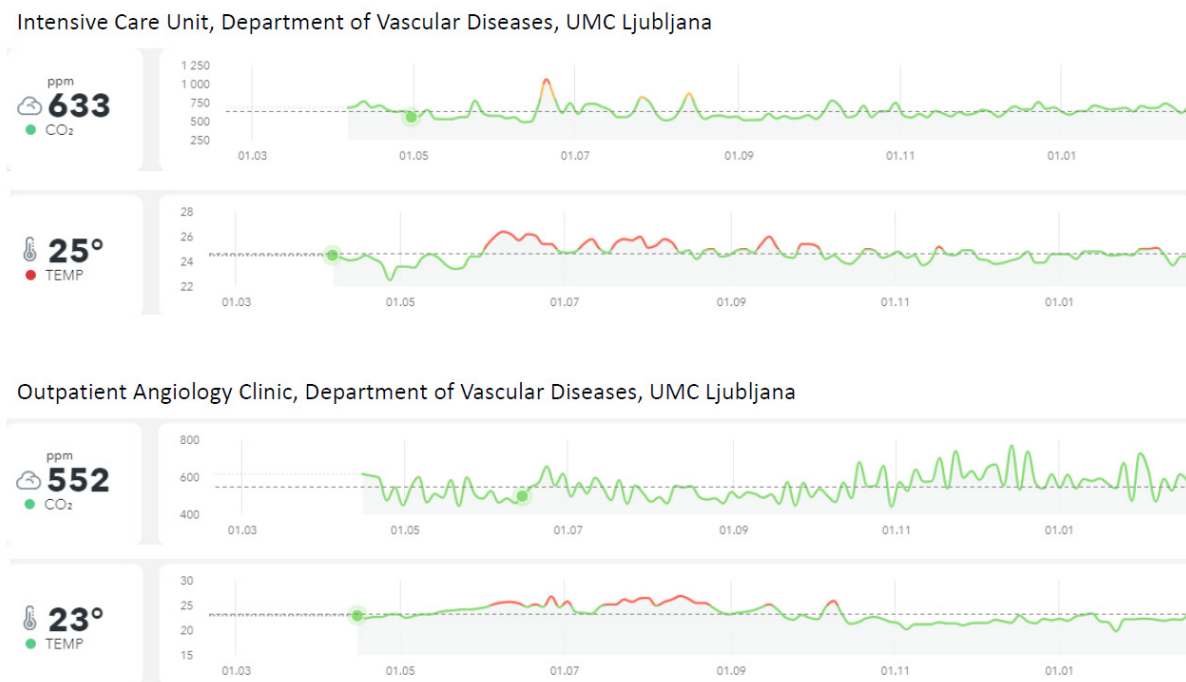 Intensive Care Unit, Department of Vascular Diseases, UMC Ljubljana
ppm
633
CO₂
1 250
1 000
750
500
250
01.03 01.05 01.07 01.09 01.11 01.01
25°
TEMP
28
26
24
22
01.03 01.05 01.07 01.09 01.11 01.01
Outpatient Angiology Clinic, Department of Vascular Diseases, UMC Ljubljana
ppm
552
CO₂
800
600
400
01.03 01.05 01.07 01.09 01.11 01.01
23°
TEMP
30
25
20
15
01.03 01.05 01.07 01.09 01.11 01.01